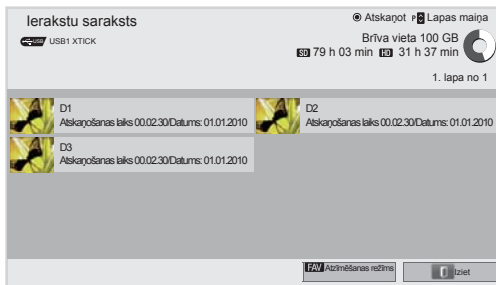 Ierakstu saraksts
USB USB1 XTICK
Atskaņot P Lapas maiņa
Brīva vieta 100 GB
SD 79 h 03 min HD 31 h 37 min
1. lapa no 1
D1
Atskaņošanas laiks 00.02.30/Datums: 01.01.2010
D2
Atskaņošanas laiks 00.02.30/Datums: 01.01.2010
D3
Atskaņošanas laiks 00.02.30/Datums: 01.01.2010
FAV Atzīmēšanas režīms
Iziet